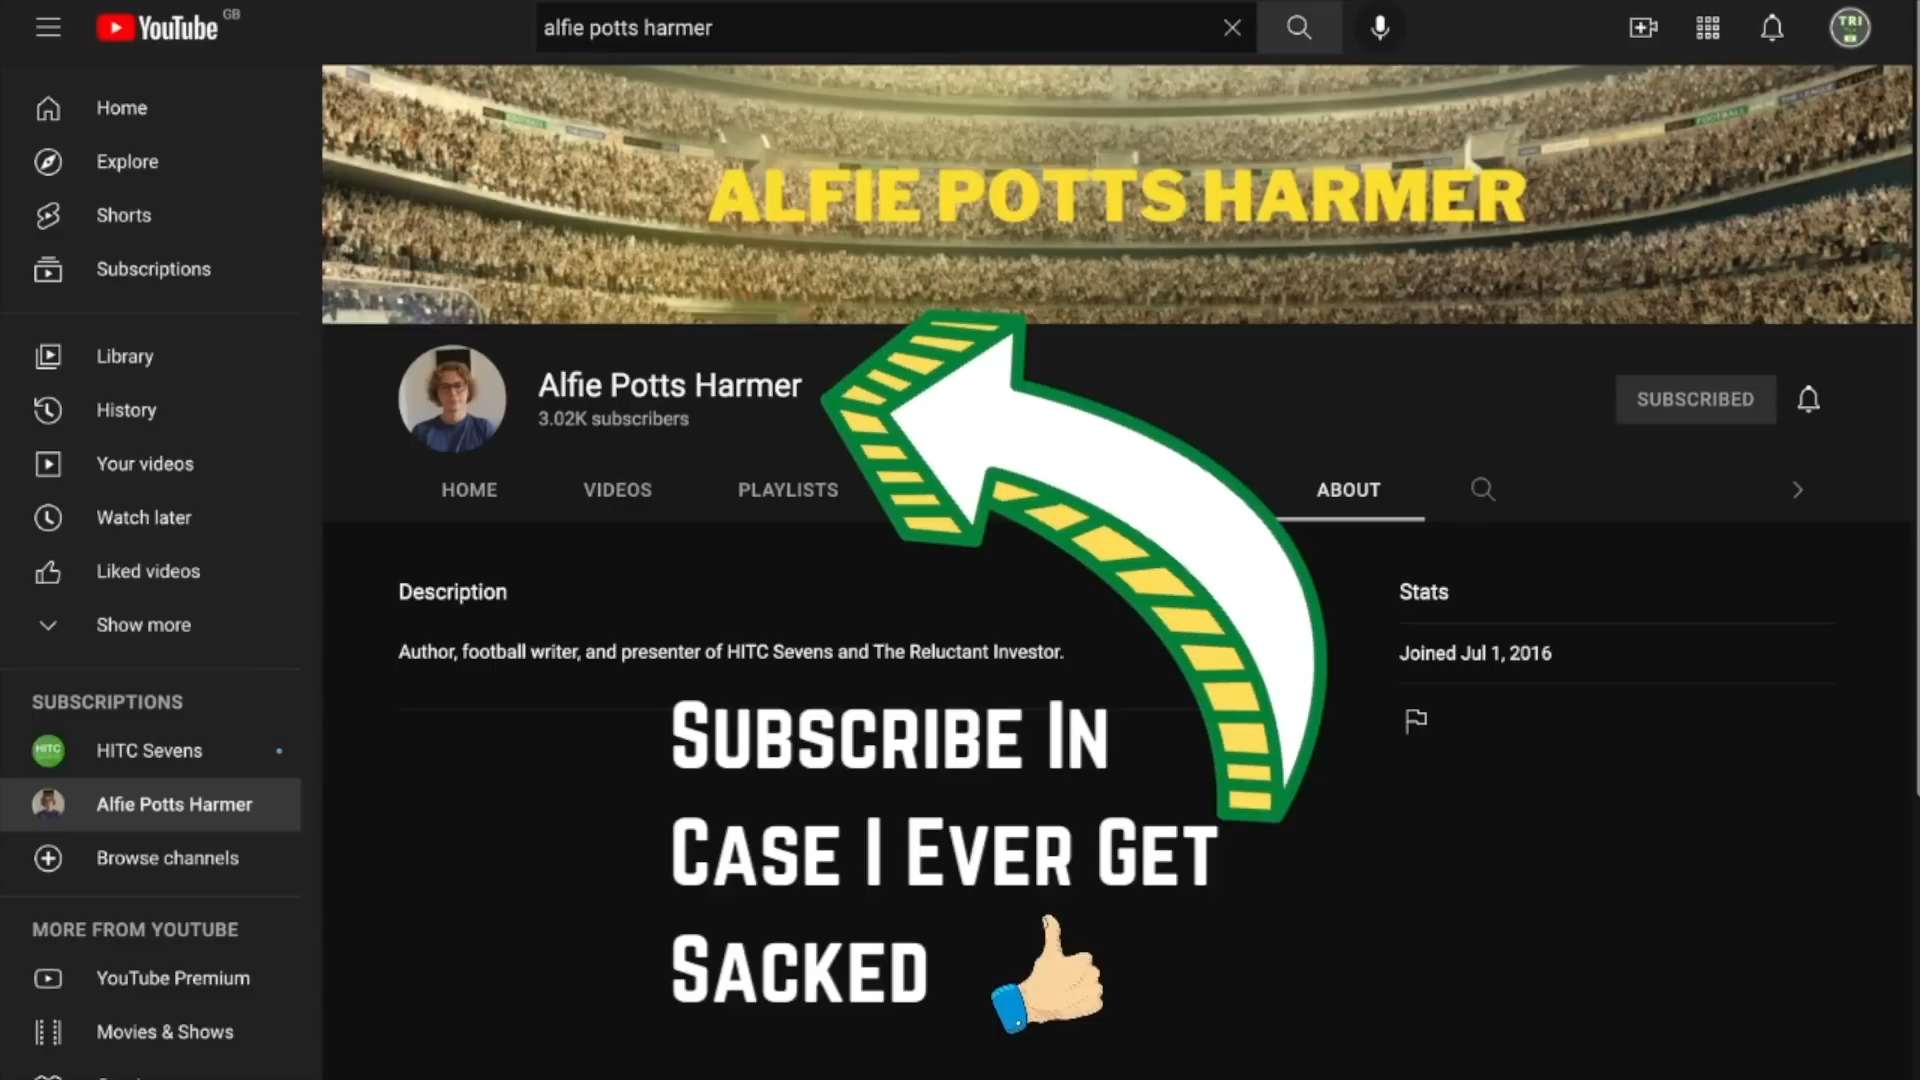 YouTube GB
alfie potts harmer
TRI
Home
Explore
Shorts
Subscriptions
Library
History
Your videos
Watch later
Liked videos
Show more
SUBSCRIPTIONS
HITC HITC Sevens
Alfie Potts Harmer
Browse channels
MORE FROM YOUTUBE
YouTube Premium
Movies & Shows
ALFIE POTTS HARMER
Alfie Potts Harmer
3.02K subscribers
SUBSCRIBED
HOME VIDEOS PLAYLISTS ABOUT
Description
Author, football writer, and presenter of HITC Sevens and The Reluctant Investor.
Stats
Joined Jul 1, 2016
SUBSCRIBE IN
CASE I EVER GET
SACKED